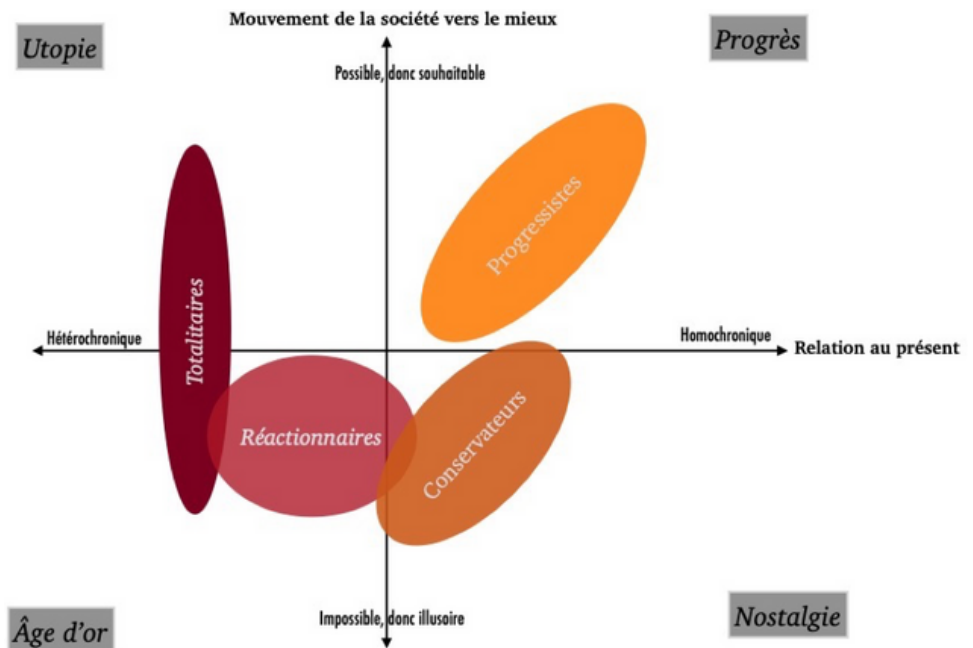 Mouvement de la société vers le mieux
Utopie
Progrès
Possible, donc souhaitable
Progressistes
Totalitaires
Hétérochronique
Homochronique
Relation au présent
Réactionnaires
Conservateurs
Impossible, donc illusoire
Âge d'or
Nostalgie